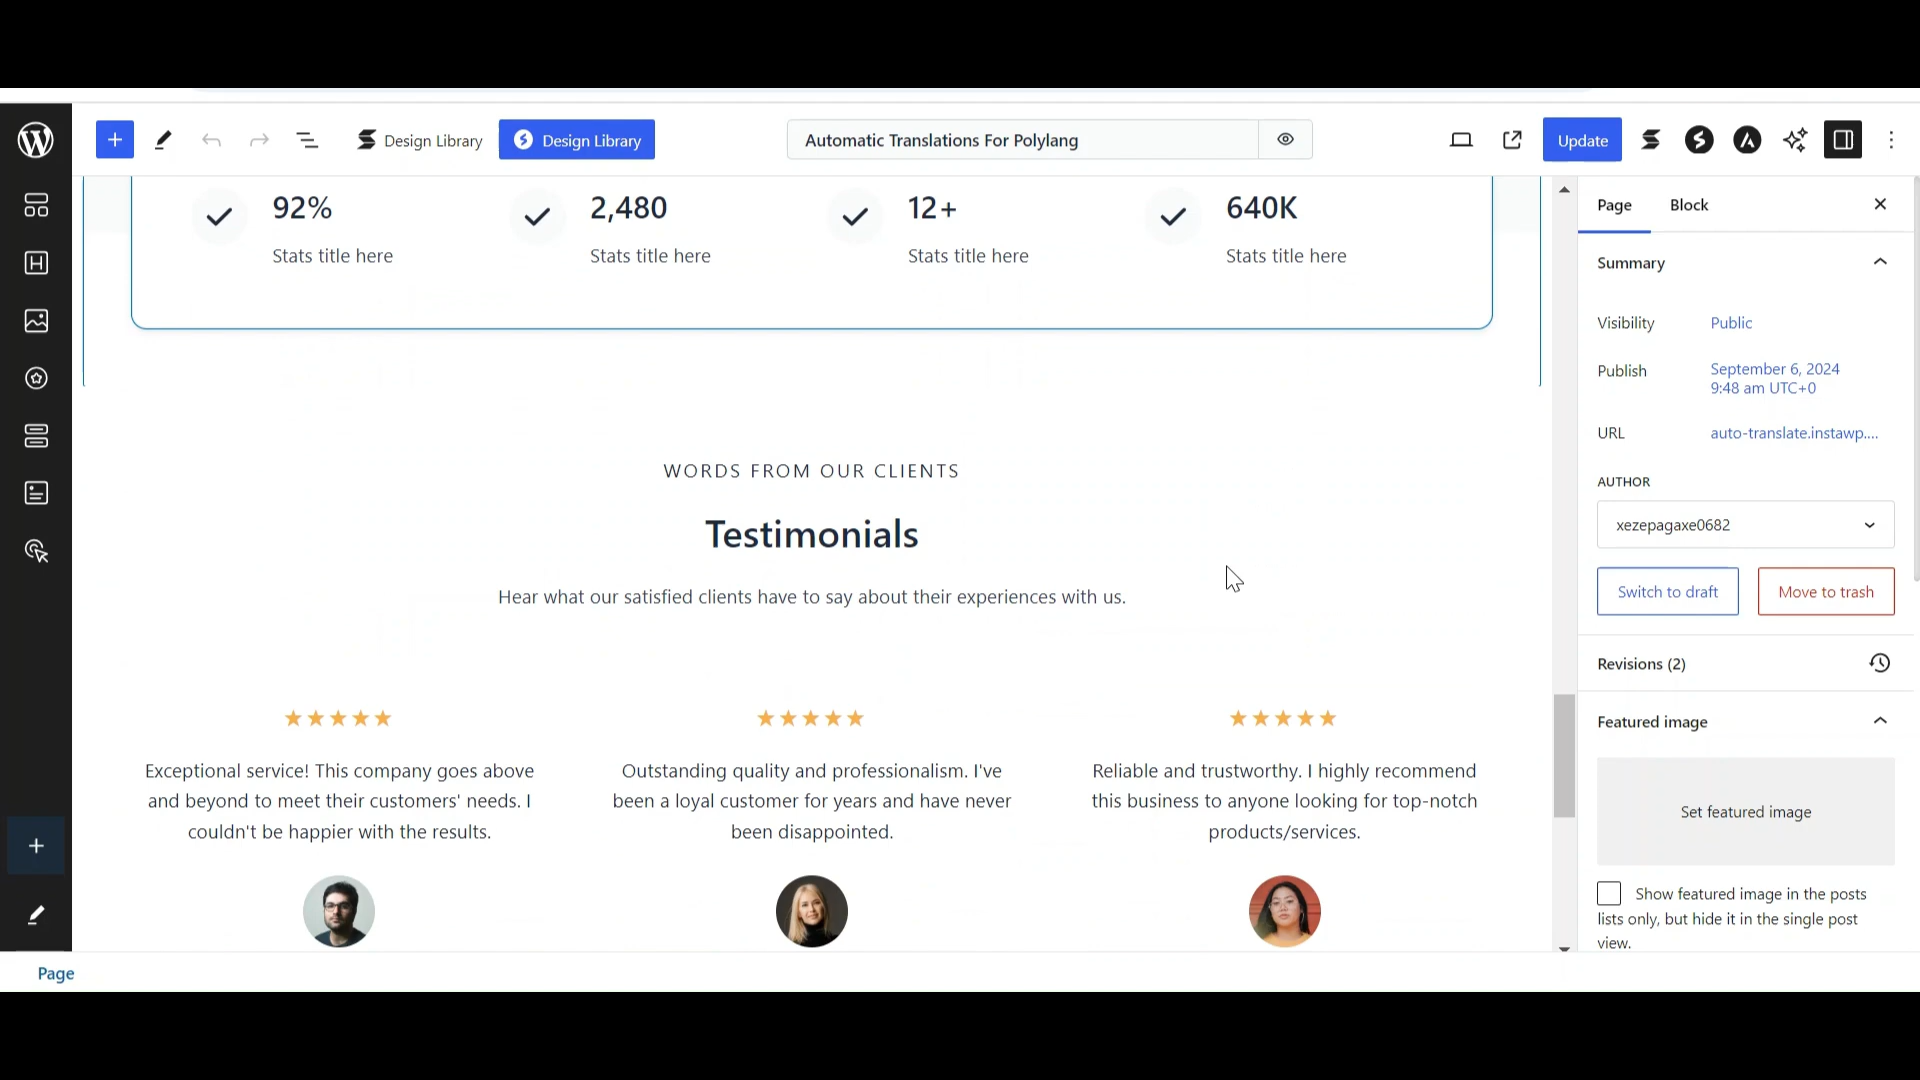 Design Library
Design Library
Automatic Translations For Polylang
Update
92%
2,480
12+
640K
Stats title here
Stats title here
Stats title here
Stats title here
WORDS FROM OUR CLIENTS
Testimonials
Hear what our satisfied clients have to say about their experiences with us.
Exceptional service! This company goes above
and beyond to meet their customers' needs. I
couldn't be happier with the results.
Outstanding quality and professionalism. I've
been a loyal customer for years and have never
been disappointed.
Reliable and trustworthy. I highly recommend
this business to anyone looking for top-notch
products/services.
Page
Block
Summary
Visibility
Public
Publish
September 6, 2024
9:48 am UTC+0
URL
auto-translate.instawp....
AUTHOR
xezepagaxe0682
Switch to draft
Move to trash
Revisions (2)
Featured image
Set featured image
Show featured image in the posts
lists only, but hide it in the single post
view.
Page